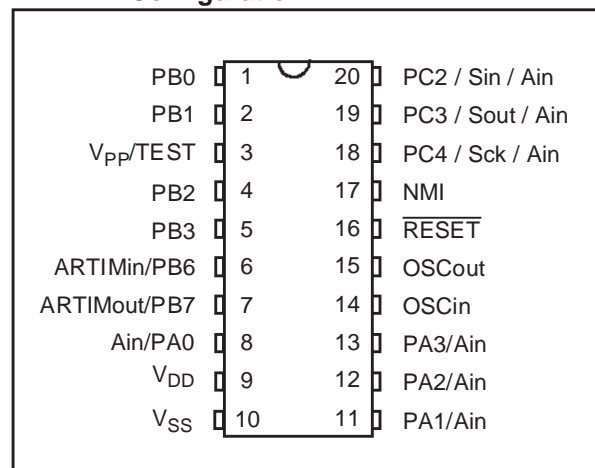 PB0 1 20 PC2 / Sin / Ain
PB1 2 19 PC3 / Sout / Ain
VPP/TEST 3 18 PC4 / Sck / Ain
PB2 4 17 NMI
PB3 5 16 RESET
ARTIMin/PB6 6 15 OSCout
ARTIMout/PB7 7 14 OSCin
Ain/PA0 8 13 PA3/Ain
VDD 9 12 PA2/Ain
VSS 10 11 PA1/Ain